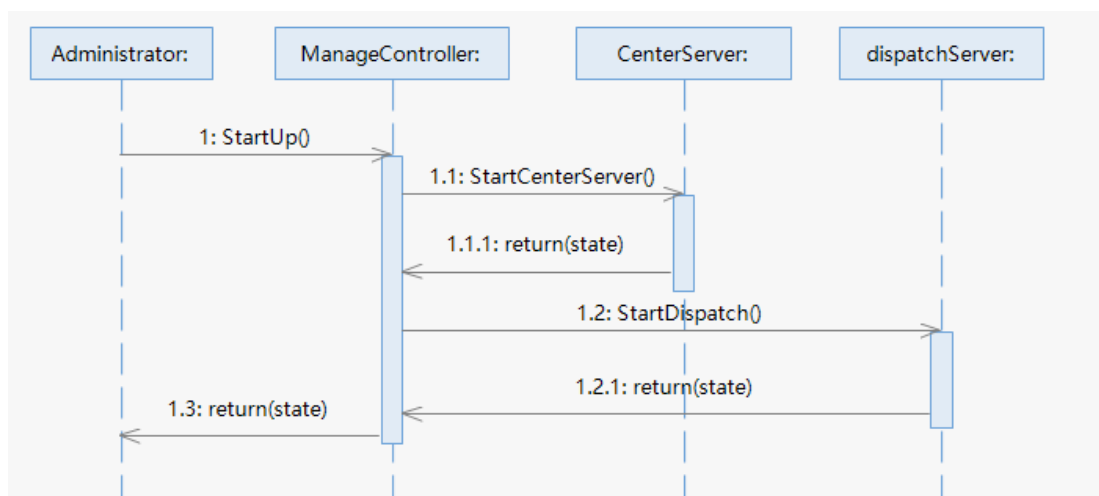 Administrator:
ManageController:
CenterServer:
dispatchServer:
1: StartUp()
1.1: StartCenterServer()
1.1.1: return(state)
1.2: StartDispatch()
1.2.1: return(state)
1.3: return(state)